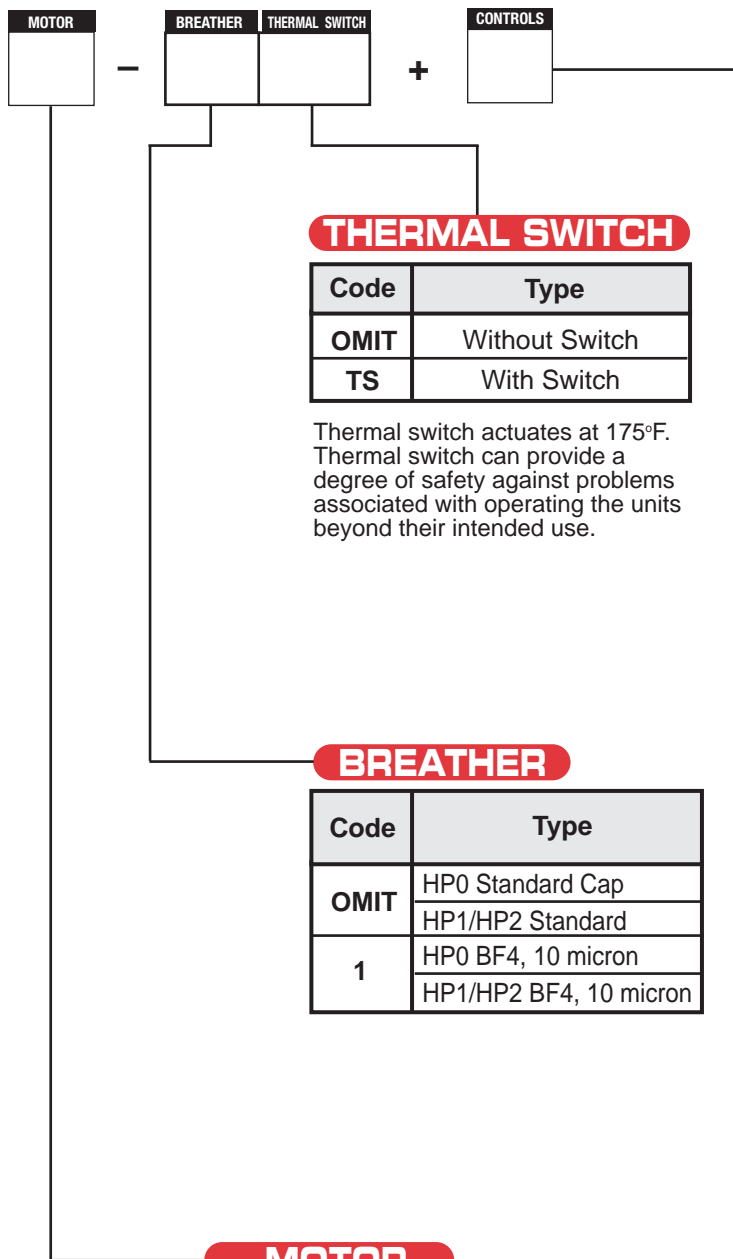 MOTOR BREATHER THERMAL SWITCH CONTROLS
– +
THERMAL SWITCH
Code Type
OMIT Without Switch
TS With Switch
Thermal switch actuates at 175°F.
Thermal switch can provide a
degree of safety against problems
associated with operating the units
beyond their intended use.
BREATHER
Code Type
OMIT HP0 Standard Cap
HP1/HP2 Standard
1 HP0 BF4, 10 micron
HP1/HP2 BF4, 10 micron
MOTOR